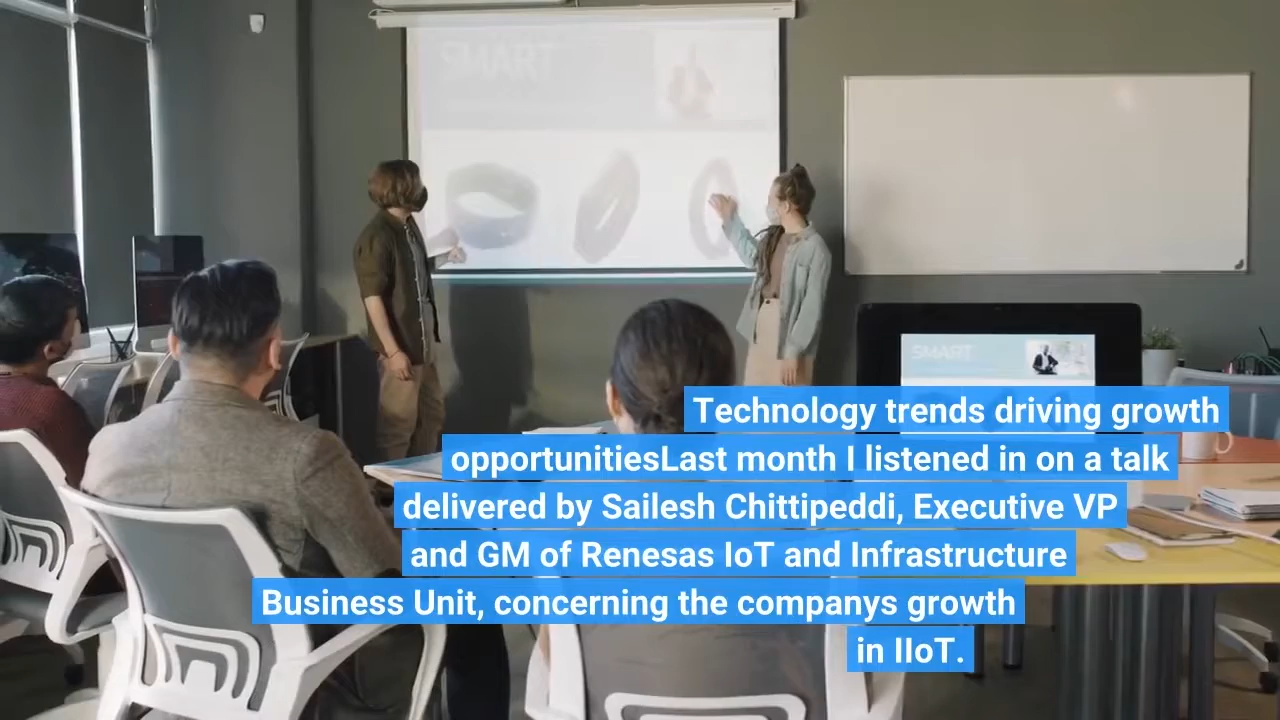 SMART
SMART
Technology trends driving growth
opportunitiesLast month I listened in on a talk
delivered by Sailesh Chittipeddi, Executive VP
and GM of Renesas IoT and Infrastructure
Business Unit, concerning the companys growth
in IIoT.